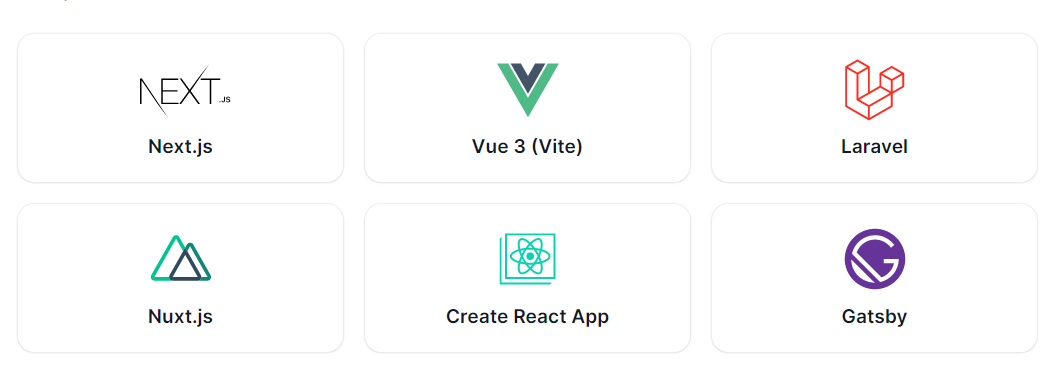 NEXT.JS
Next.js
Vue 3 (Vite)
Laravel
Nuxt.js
Create React App
Gatsby